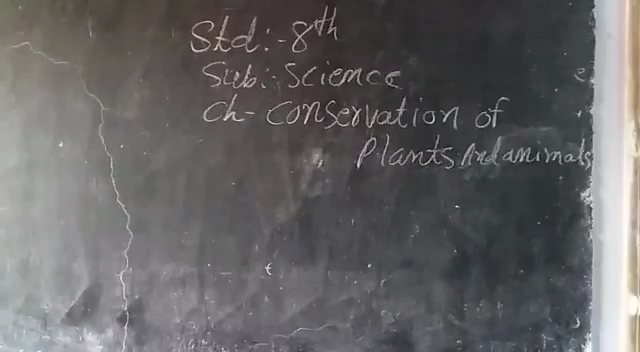 Std:-8th
Sub:-Science
Ch-Conservation of
Plants And animals